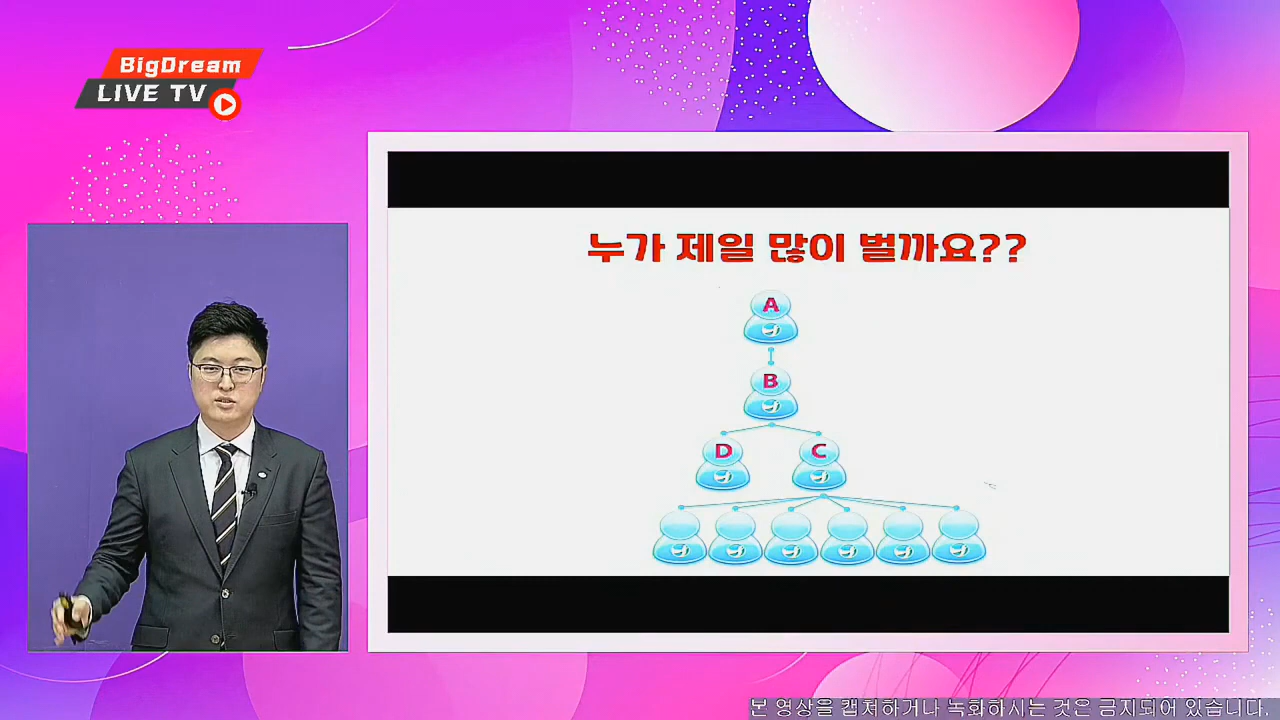 BigDream
LIVE TV
누가 제일 많이 벌까요??
A
B
D
C
본 영상을 캡처하거나 녹화하시는 것은 금지되어 있습니다.